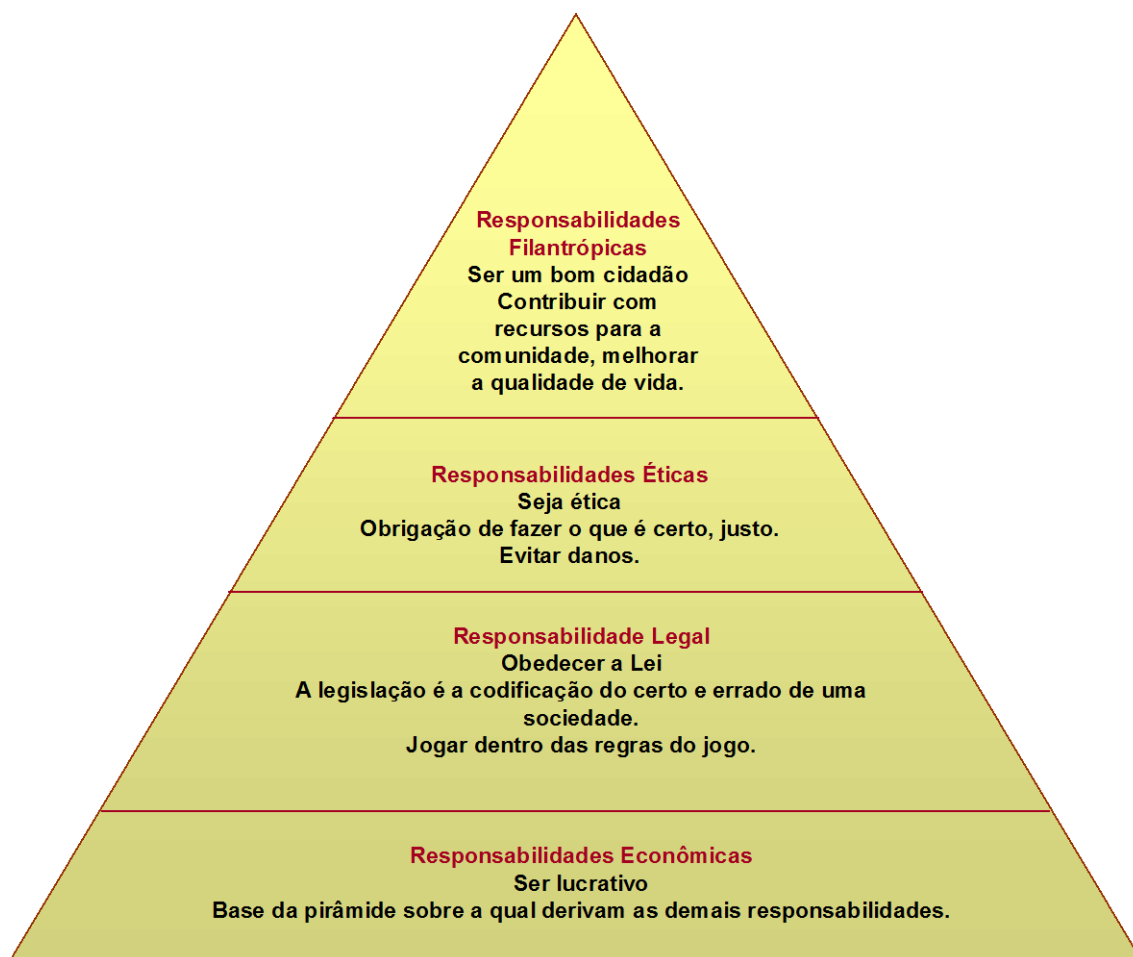 Responsabilidades
Filantrópicas
Ser um bom cidadão
Contribuir com
recursos para a
comunidade, melhorar
a qualidade de vida.
Responsabilidades Éticas
Seja ética
Obrigação de fazer o que é certo, justo.
Evitar danos.
Responsabilidade Legal
Obedecer a Lei
A legislação é a codificação do certo e errado de uma
sociedade.
Jogar dentro das regras do jogo.
Responsabilidades Econômicas
Ser lucrativo
Base da pirâmide sobre a qual derivam as demais responsabilidades.